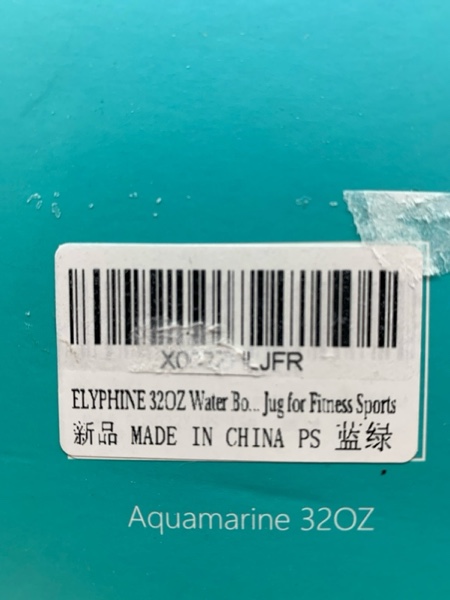 ELYPHINE 32OZ Water Bo... Jug for Fitness Sports
新品 MADE IN CHINA PS 蓝绿
Aquamarine 32OZ